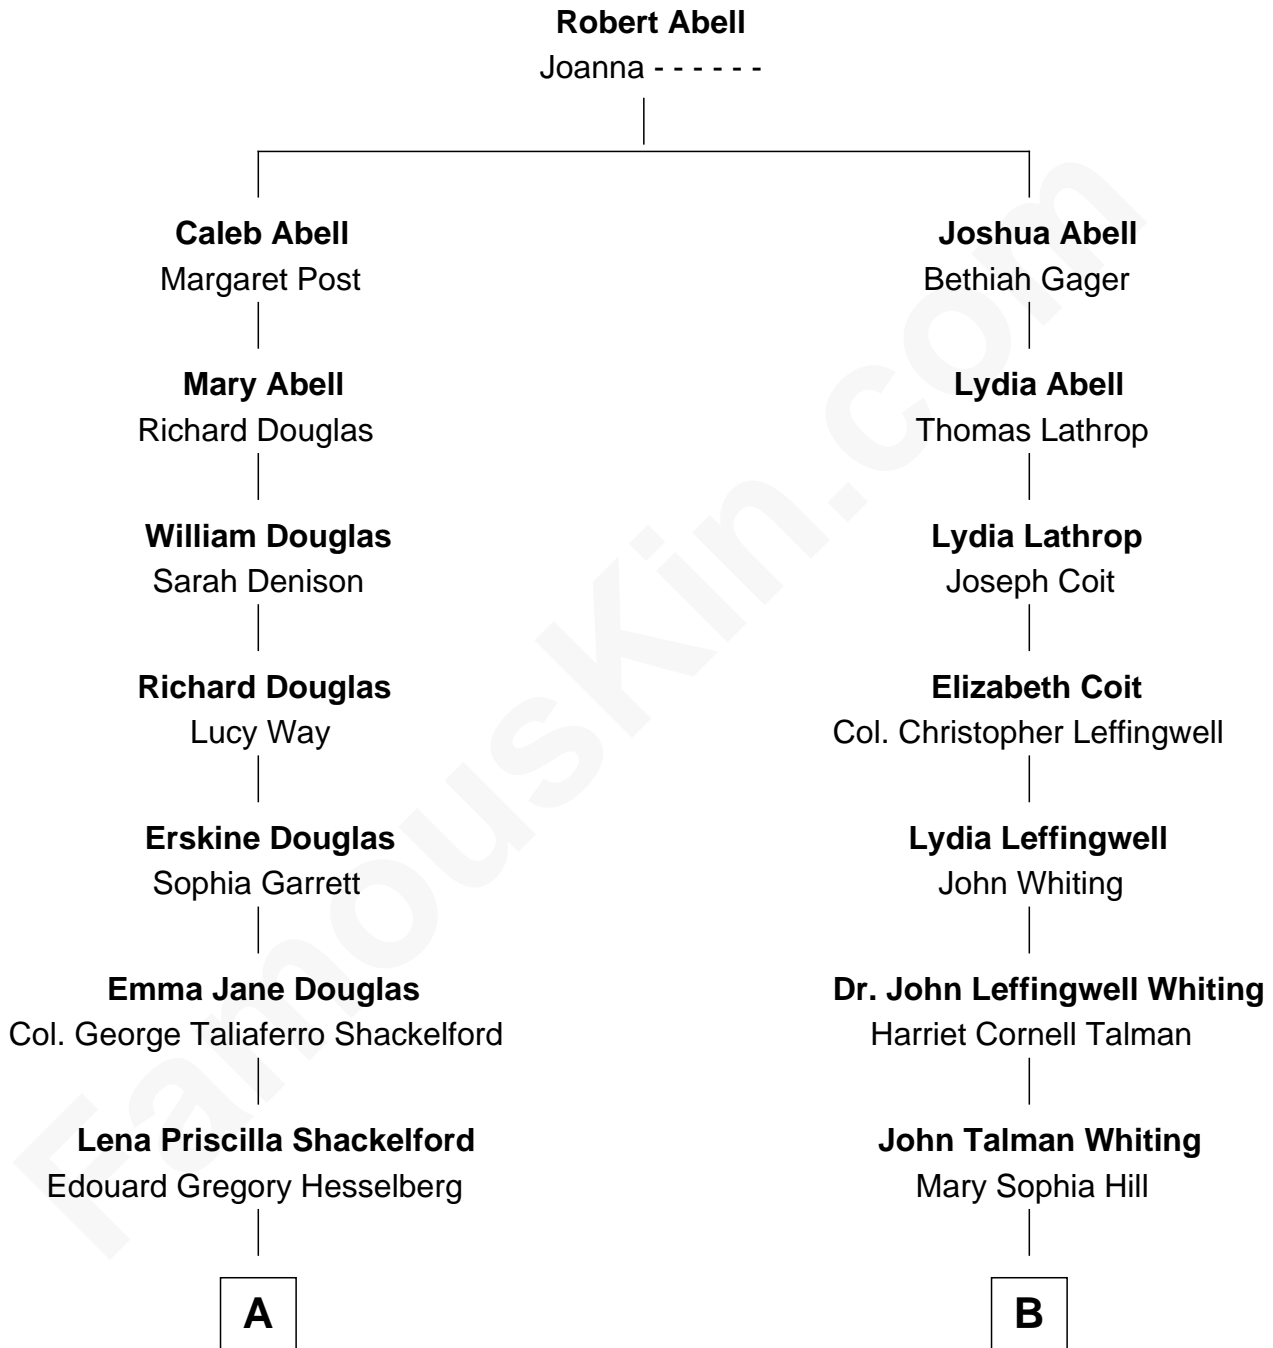 Robert Abell
Joanna - - - - - -
Caleb Abell
Margaret Post
Joshua Abell
Bethiah Gager
Mary Abell
Richard Douglas
Lydia Abell
Thomas Lathrop
William Douglas
Sarah Denison
Lydia Lathrop
Joseph Coit
Richard Douglas
Lucy Way
Elizabeth Coit
Col. Christopher Leffingwell
Erskine Douglas
Sophia Garrett
Lydia Leffingwell
John Whiting
Emma Jane Douglas
Col. George Taliaferro Shackelford
Dr. John Leffingwell Whiting
Harriet Cornell Talman
Lena Priscilla Shackelford
Edouard Gregory Hesselberg
John Talman Whiting
Mary Sophia Hill
A
B
FamousKin.com